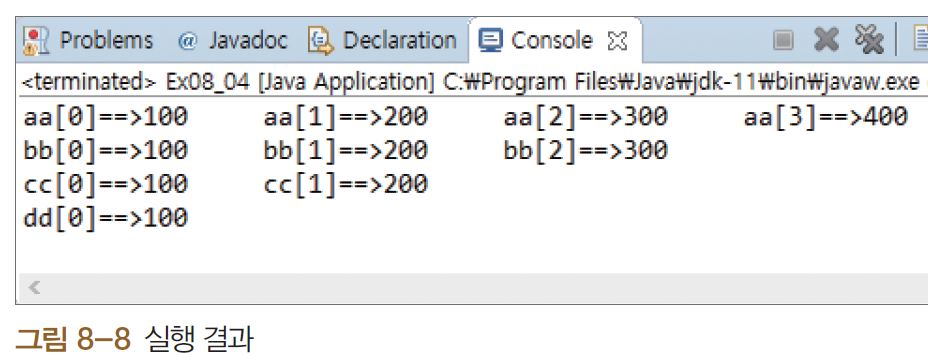 Problems @ Javadoc Declaration Console
<terminated> Ex08_04 [Java Application] C:₩Program Files₩Java₩jdk-11₩bin₩javaw.exe
aa[0]==>100 aa[1]==>200 aa[2]==>300 aa[3]==>400
bb[0]==>100 bb[1]==>200 bb[2]==>300
cc[0]==>100 cc[1]==>200
dd[0]==>100
그림 8-8 실행 결과